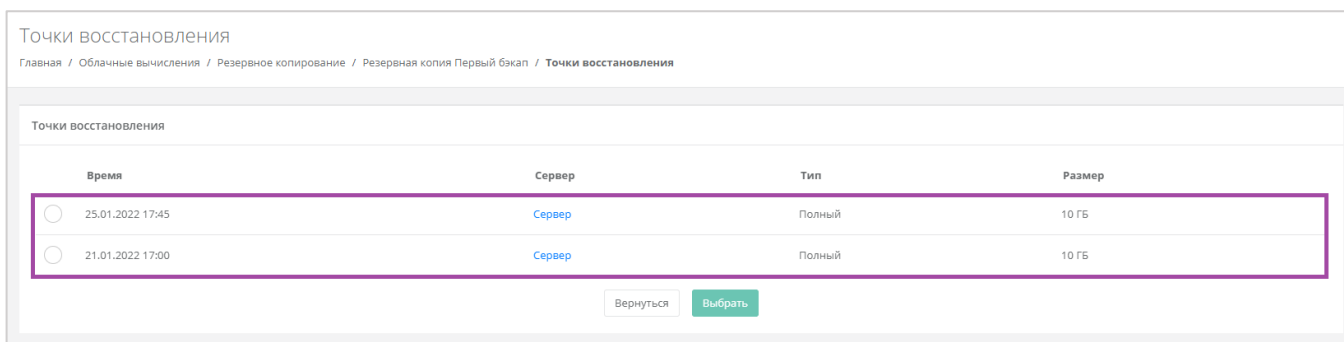 Точки восстановления
Главная / Облачные вычисления / Резервное копирование / Резервная копия Первый бэкап / Точки восстановления
Точки восстановления
Время Сервер Тип Размер
25.01.2022 17:45 Сервер Полный 10 ГБ
21.01.2022 17:00 Сервер Полный 10 ГБ
Вернуться Выбрать